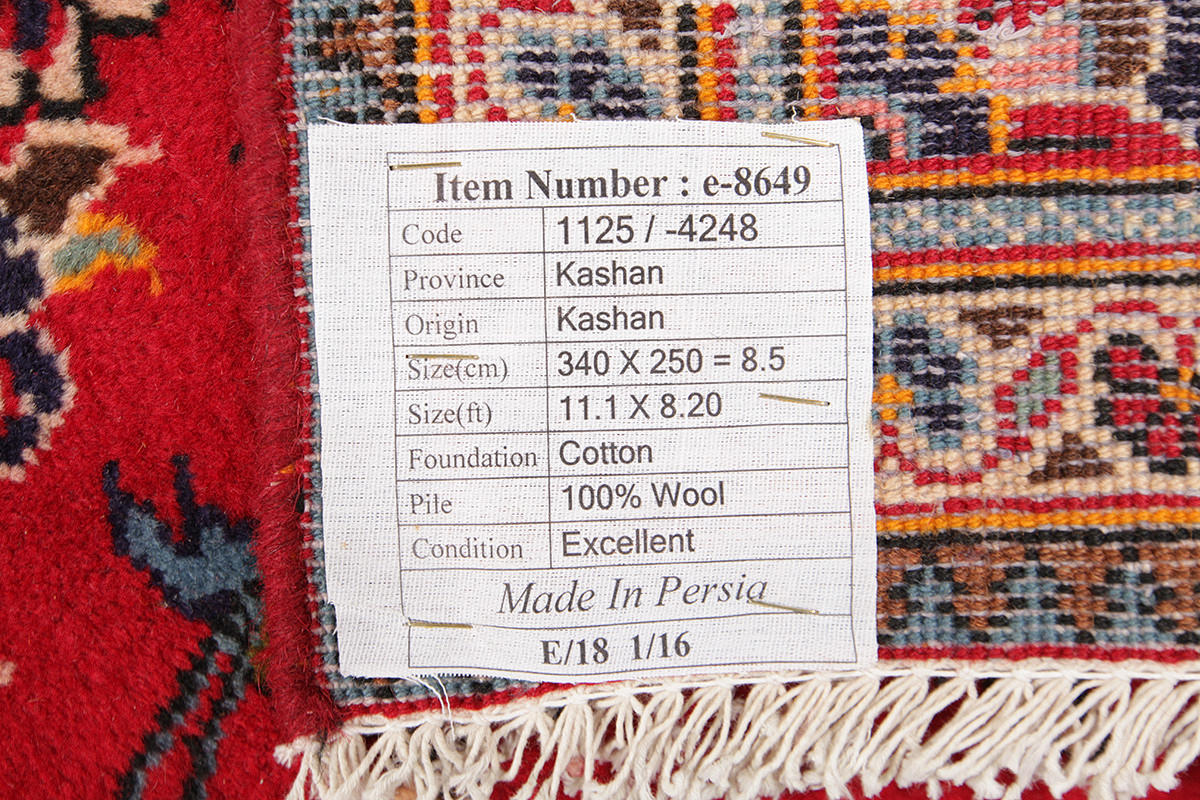 Item Number : e-8649
Code 1125 / -4248
Province Kashan
Origin Kashan
Size(cm) 340 X 250 = 8.5
Size(ft) 11.1 X 8.20
Foundation Cotton
Pile 100% Wool
Condition Excellent
Made In Persia
E/18 1/16